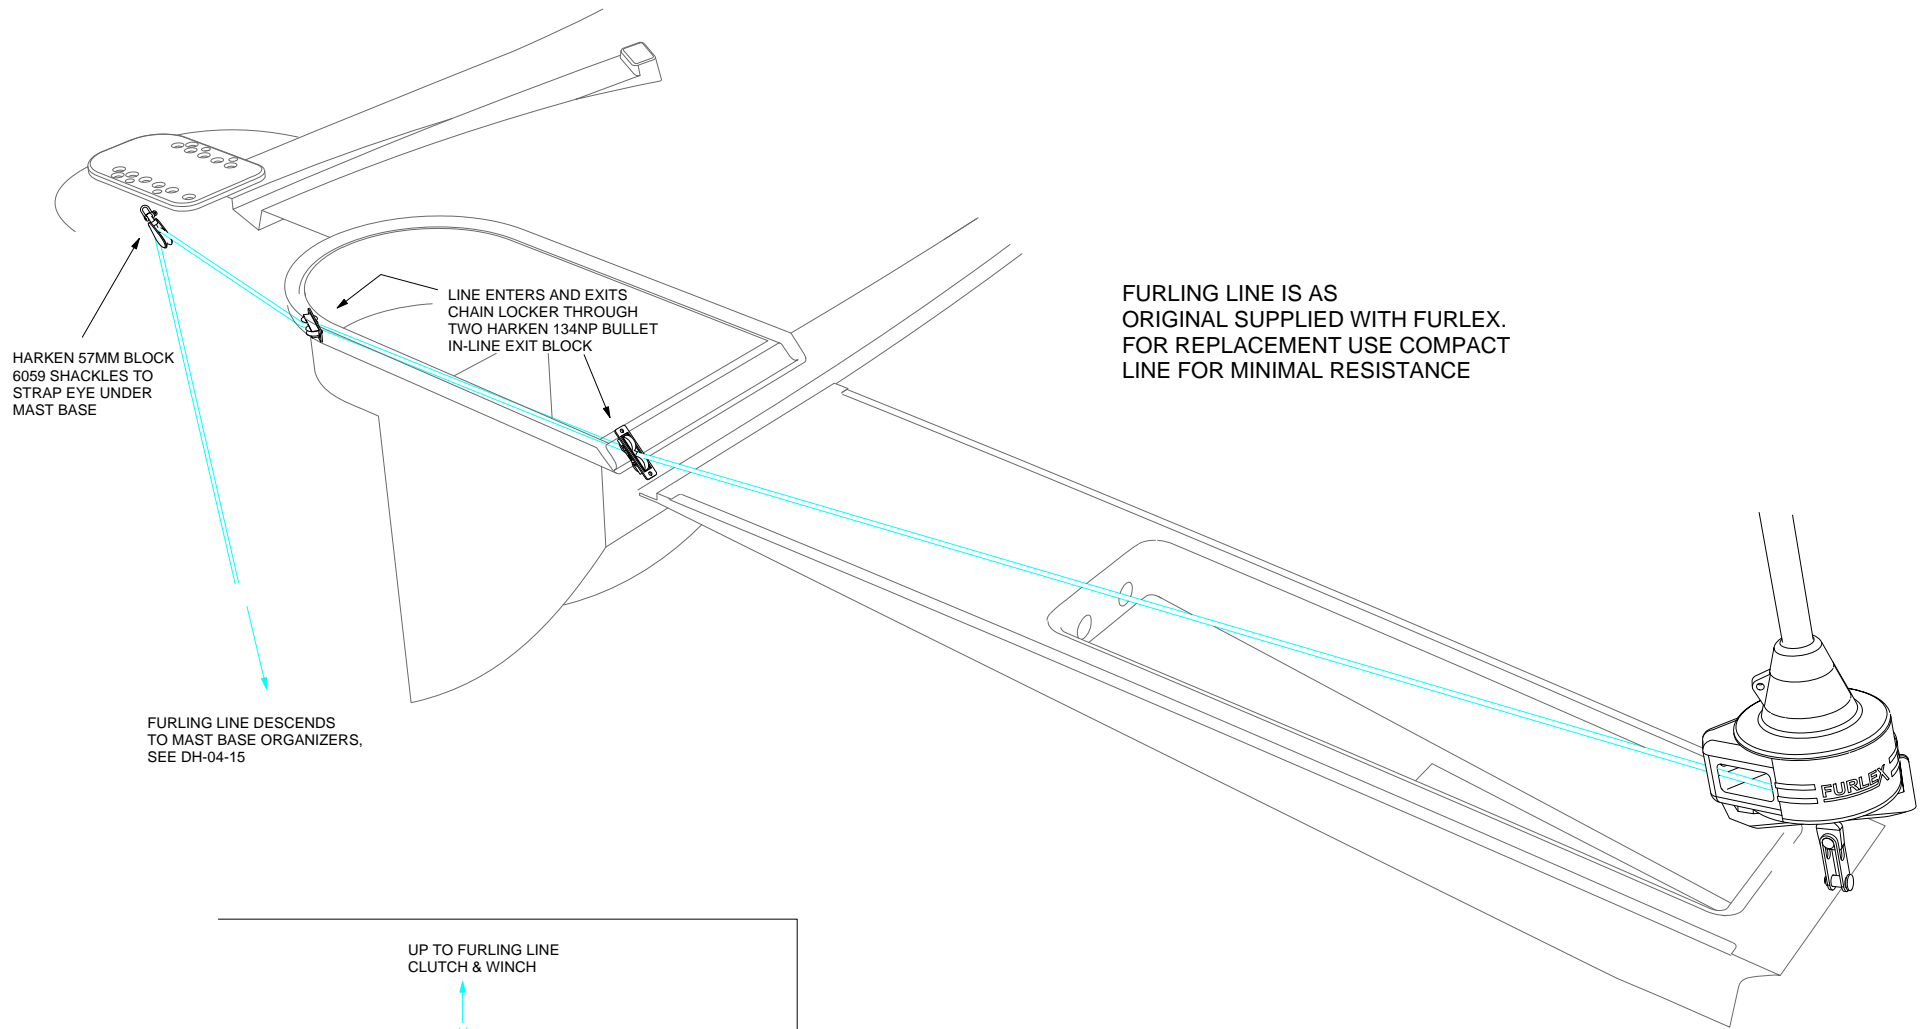 LINE ENTERS AND EXITS
CHAIN LOCKER THROUGH
TWO HARKEN 134NP BULLET
IN-LINE EXIT BLOCK
FURLING LINE IS AS
ORIGINAL SUPPLIED WITH FURLEX.
FOR REPLACEMENT USE COMPACT
LINE FOR MINIMAL RESISTANCE
HARKEN 57MM BLOCK
6059 SHACKLES TO
STRAP EYE UNDER
MAST BASE
FURLING LINE DESCENDS
TO MAST BASE ORGANIZERS,
SEE DH-04-15
FURLEX
UP TO FURLING LINE
CLUTCH & WINCH